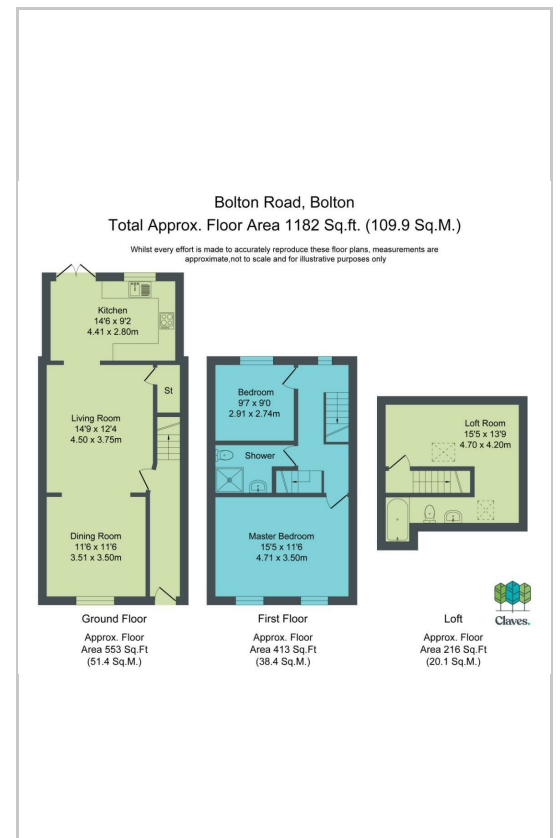 Bolton Road, Bolton
Total Approx. Floor Area 1182 Sq.ft. (109.9 Sq.M.)
Whilst every effort is made to accurately reproduce these floor plans, measurements are
approximate,not to scale and for illustrative purposes only
Kitchen
14'6 x 9'2
4.41 x 2.80m
St
Living Room
14'9 x 12'4
4.50 x 3.75m
Dining Room
11'6 x 11'6
3.51 x 3.50m
Ground Floor
Approx. Floor
Area 553 Sq.Ft
(51.4 Sq.M.)
Bedroom
9'7 x 9'0
2.91 x 2.74m
Shower
Master Bedroom
15'5 x 11'6
4.71 x 3.50m
First Floor
Approx. Floor
Area 413 Sq.Ft
(38.4 Sq.M.)
Loft Room
15'5 x 13'9
4.70 x 4.20m
Loft
Approx. Floor
Area 216 Sq.Ft
(20.1 Sq.M.)
Claves.